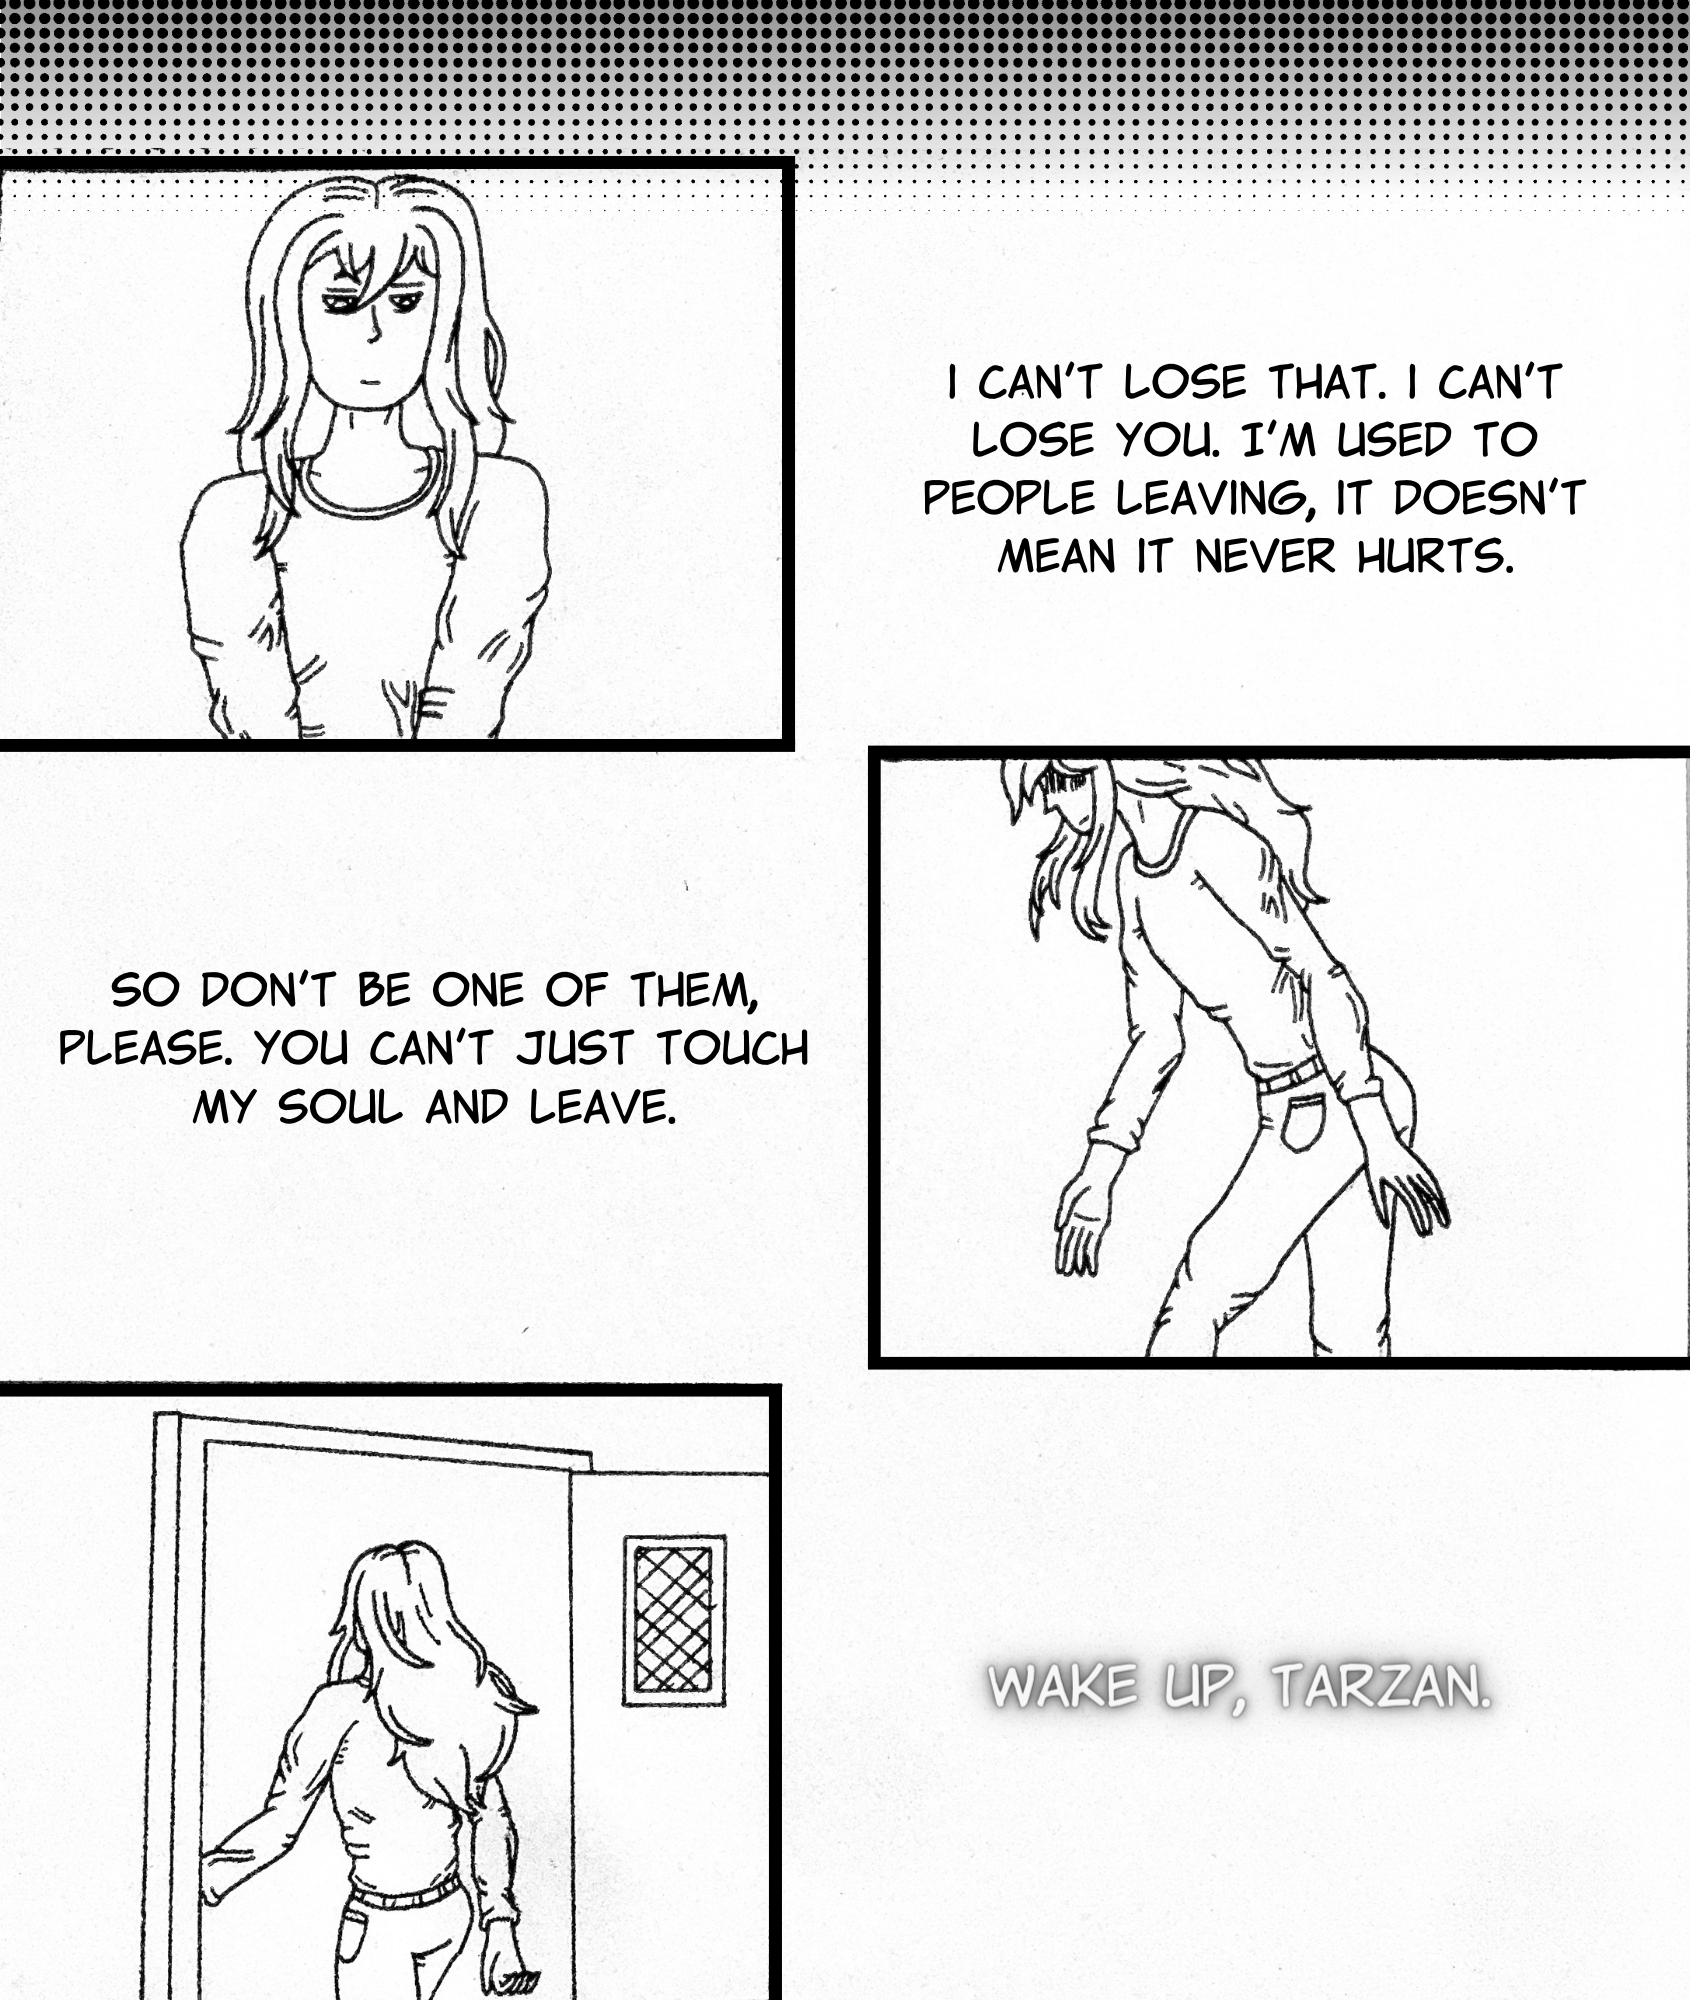 I CAN'T LOSE THAT. I CAN'T
LOSE YOU. I'M USED TO
PEOPLE LEAVING, IT DOESN'T
MEAN IT NEVER HURTS.
SO DON'T BE ONE OF THEM,
PLEASE. YOU CAN'T JUST TOUCH
MY SOUL AND LEAVE.
WAKE UP, TARZAN.